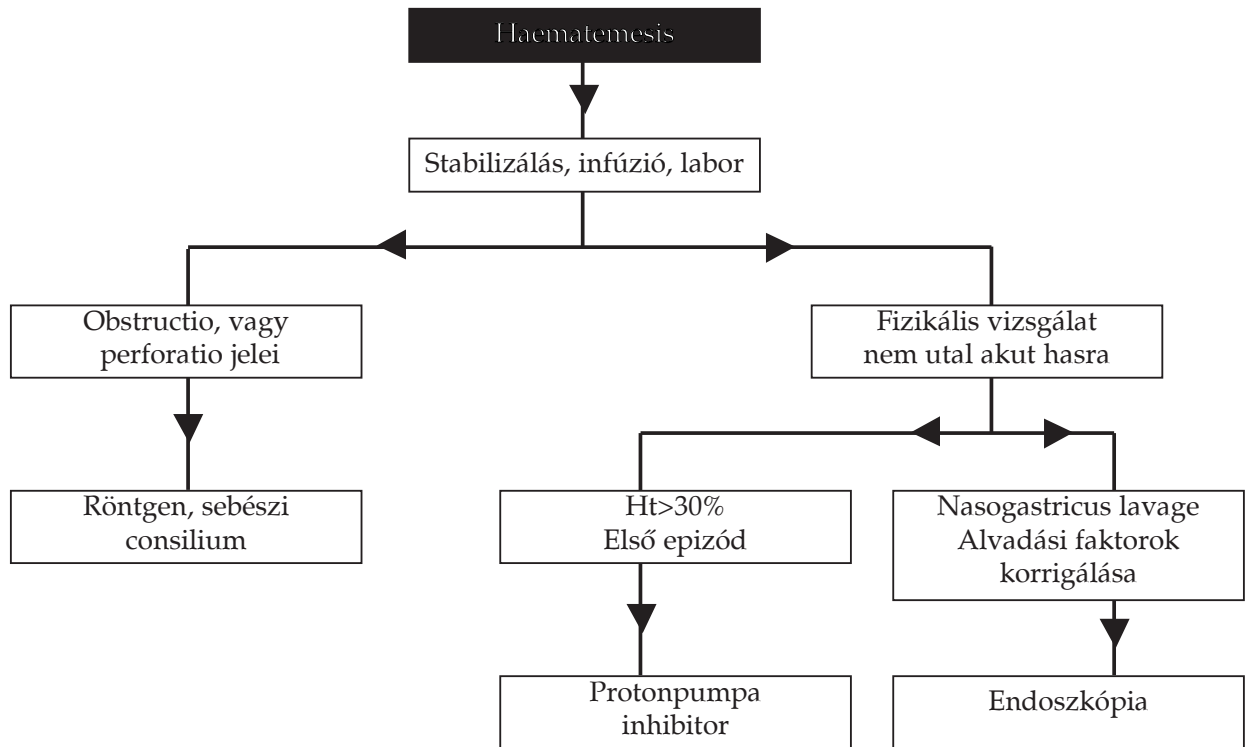 Haematemesis
Stabilizálás, infúzió, labor
Obstructio, vagy
perforatio jelei
Fizikális vizsgálat
nem utal akut hasra
Röntgen, sebészi
consilium
Ht>30%
Első epizód
Nasogastricus lavage
Alvadási faktorok
korrigálása
Protonpumpa
inhibitor
Endoszkópia